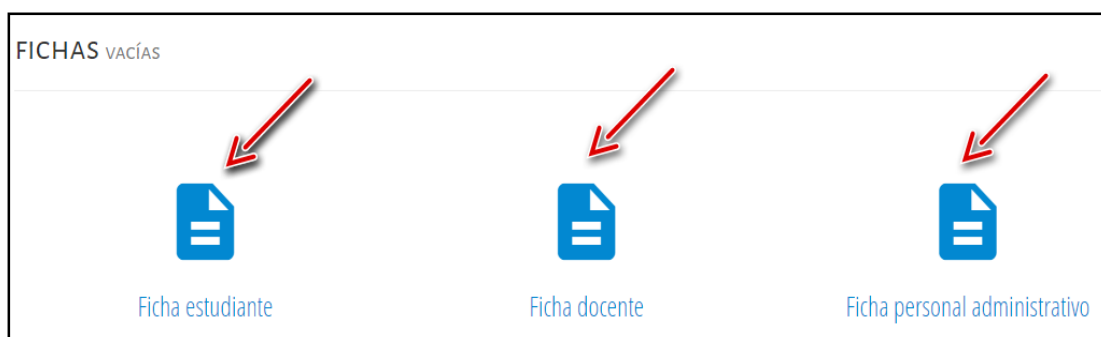 FICHAS VACÍAS
Ficha estudiante
Ficha docente
Ficha personal administrativo